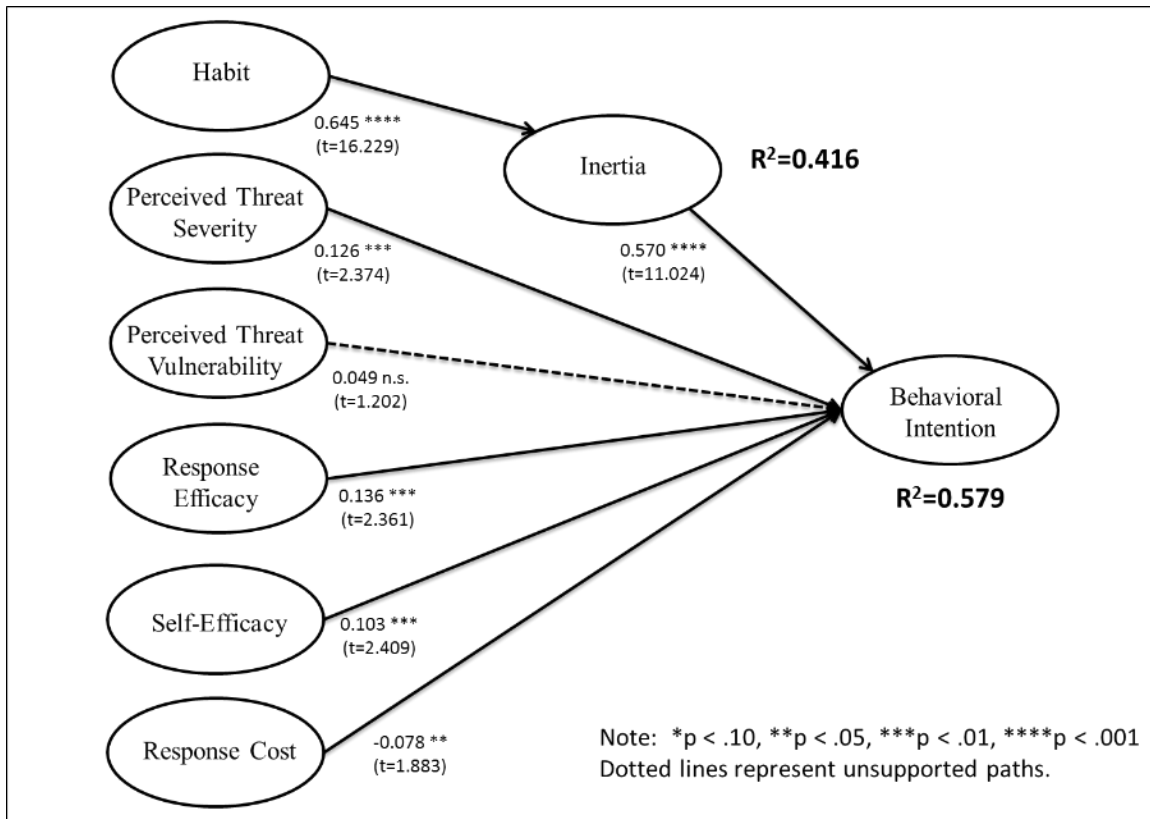 Habit
0.645 ****
(t=16.229)
Inertia
R²=0.416
Perceived Threat
Severity
0.126 ***
(t=2.374)
0.570 ****
(t=11.024)
Perceived Threat
Vulnerability
0.049 n.s.
(t=1.202)
Behavioral
Intention
R²=0.579
Response
Efficacy
0.136 ***
(t=2.361)
Self-Efficacy
0.103 ***
(t=2.409)
Response Cost
-0.078 **
(t=1.883)
Note: *p < .10, **p < .05, ***p < .01, ****p < .001
Dotted lines represent unsupported paths.